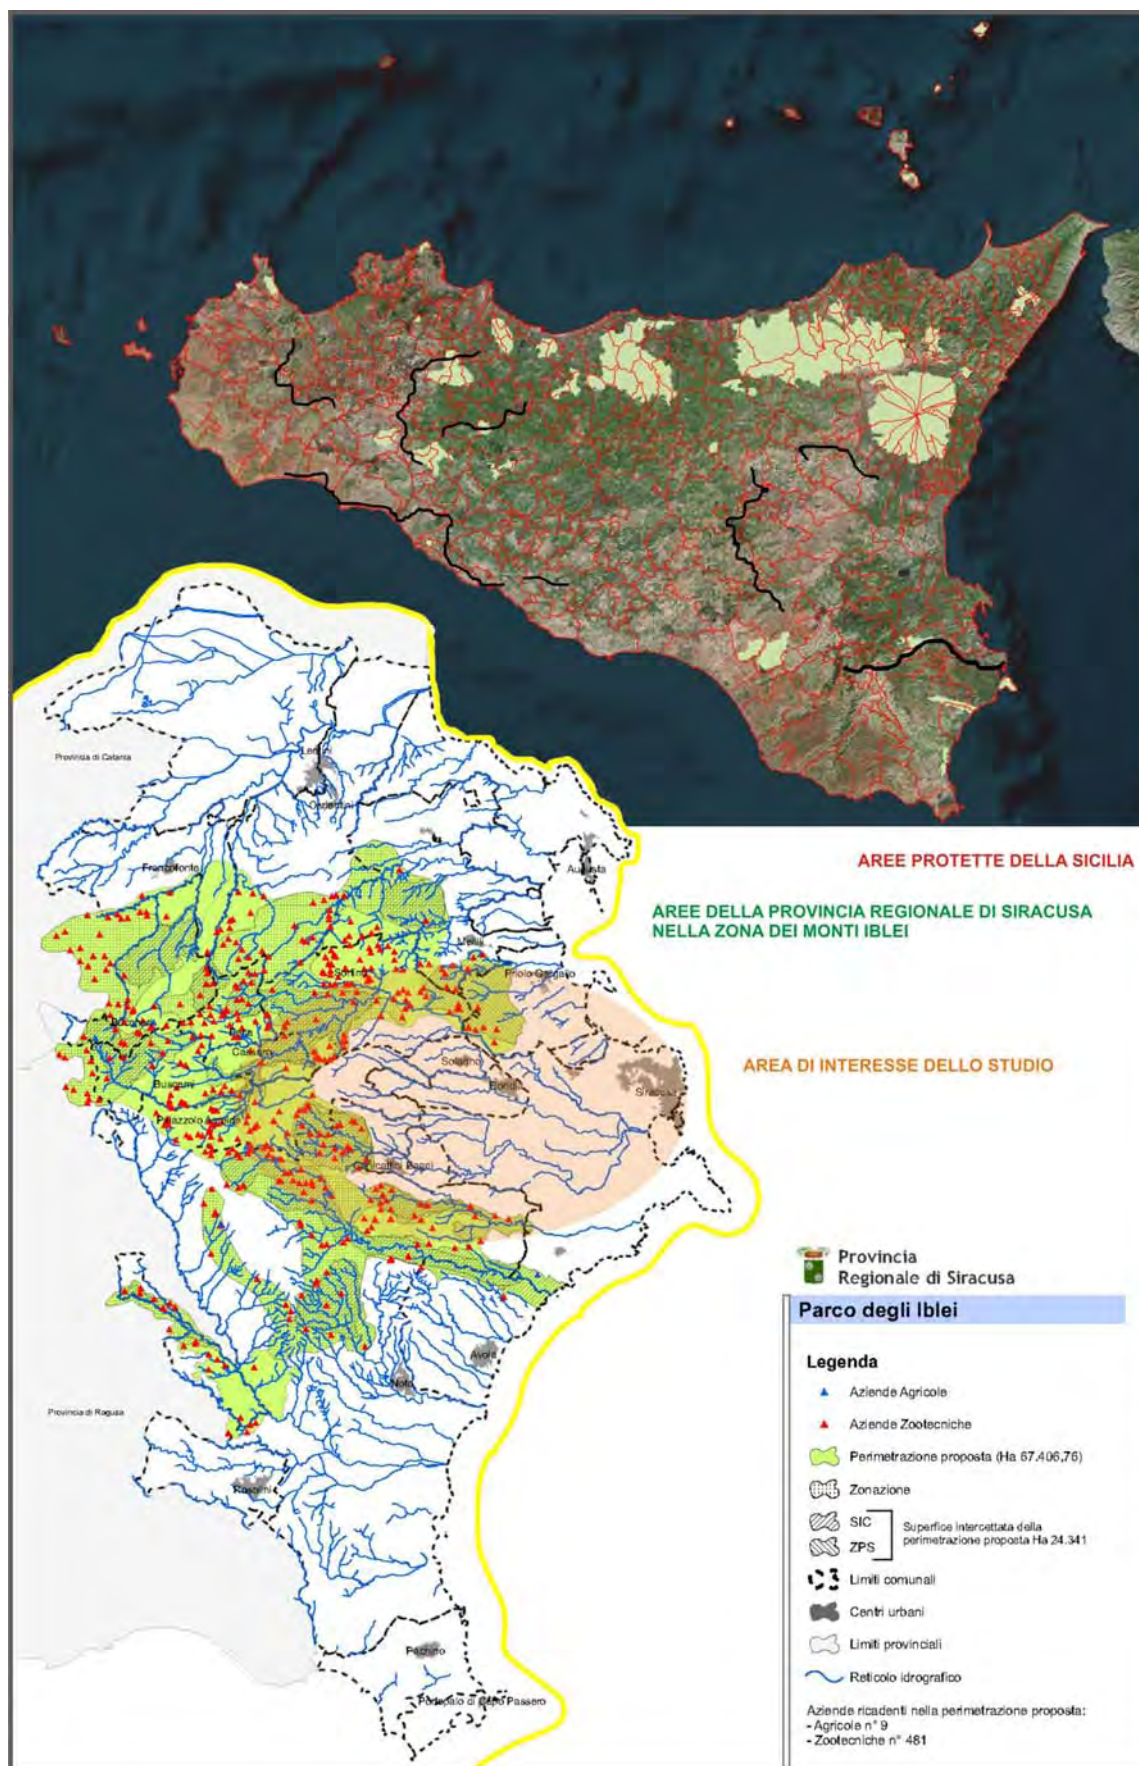 AREE PROTETTE DELLA SICILIA
AREE DELLA PROVINCIA REGIONALE DI SIRACUSA
NELLA ZONA DEI MONTI IBLEI
AREA DI INTERESSE DELLO STUDIO
Provincia di Catania
Lentini
Carlentini
Francofonte
Augusta
Melilli
Priolo Gargallo
Sortino
Buccheri
Ferla
Cassaro
Solarino
Floridia
Siracusa
Buscemi
Palazzolo Acreide
Canicattini Bagni
Avola
Noto
Provincia di Ragusa
Rosolini
Pachino
Portopalo di Capo Passero
Provincia
Regionale di Siracusa
Parco degli Iblei
Legenda
Aziende Agricole
Aziende Zootecniche
Perimetrazione proposta (Ha 67.406,76)
Zonazione
SIC
ZPS
Superfice intercettata della
perimetrazione proposta Ha 24.341
Limiti comunali
Centri urbani
Limiti provinciali
Reticolo idrografico
Aziende ricadenti nella perimetrazione proposta:
- Agricole n° 9
- Zootecniche n° 481